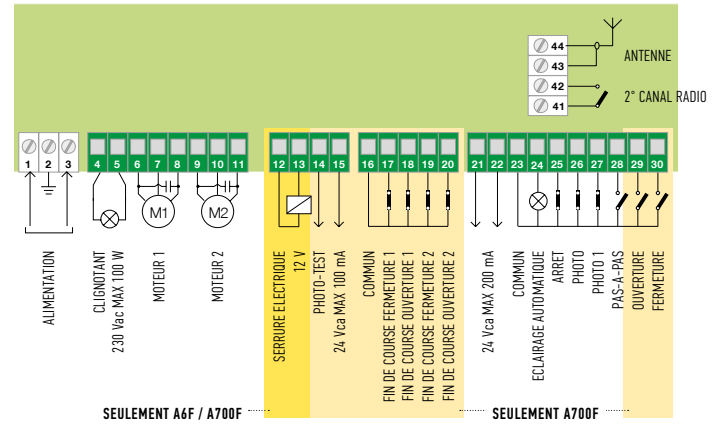 44
ANTENNE
43
42
2° CANAL RADIO
41
1 2 3 4 5 6 7 8 9 10 11 12 13 14 15 16 17 18 19 20 21 22 23 24 25 26 27 28 29 30
M1 M2
ALIMENTATION
CLIGNOTANT
230 Vac MAX 100 W
MOTEUR 1
MOTEUR 2
SERRURE ELECTRIQUE
12 V
PHOTO-TEST
24 Vca MAX 100 mA
COMMUN
FIN DE COURSE FERMETURE 1
FIN DE COURSE OUVERTURE 1
FIN DE COURSE FERMETURE 2
FIN DE COURSE OUVERTURE 2
24 Vca MAX 200 mA
COMMUN
ECLAIRAGE AUTOMATIQUE
ARRET
PHOTO
PHOTO 1
PAS-A-PAS
OUVERTURE
FERMETURE
SEULEMENT A6F / A700F
SEULEMENT A700F